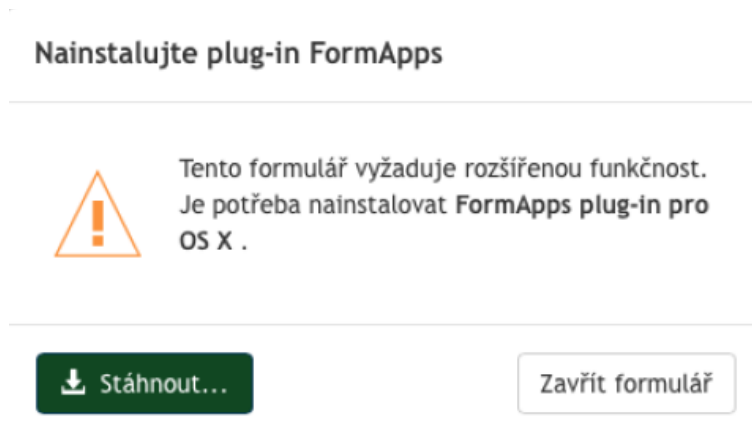 Nainstalujte plug-in FormApps
Tento formulář vyžaduje rozšířenou funkčnost.
Je potřeba nainstalovat FormApps plug-in pro
OS X .
Stáhnout...
Zavřít formulář